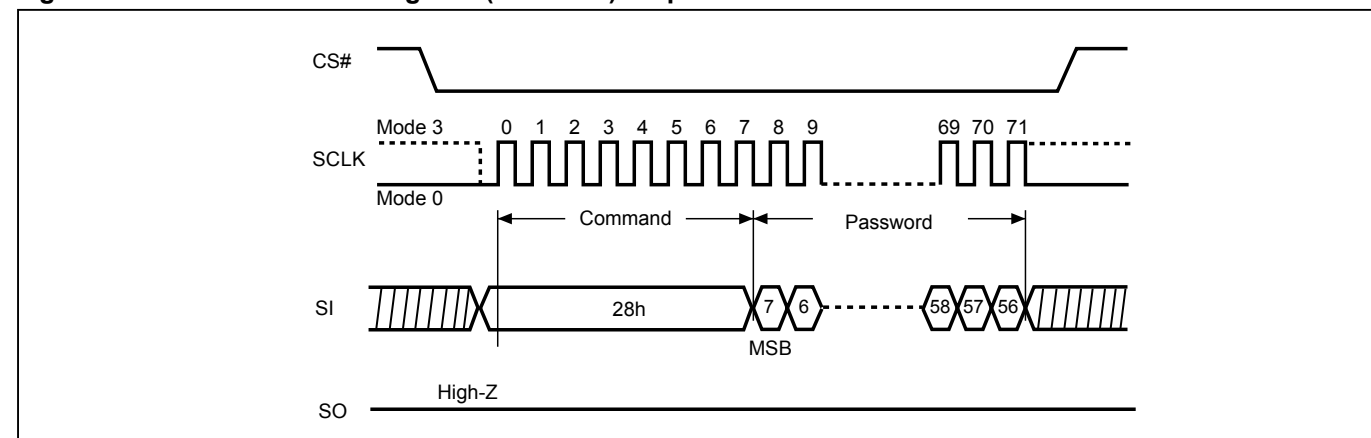 CS#
Mode 3 0 1 2 3 4 5 6 7 8 9 69 70 71
SCLK
Mode 0
Command Password
SI 28h 7 6 58 57 56
MSB
High-Z
SO